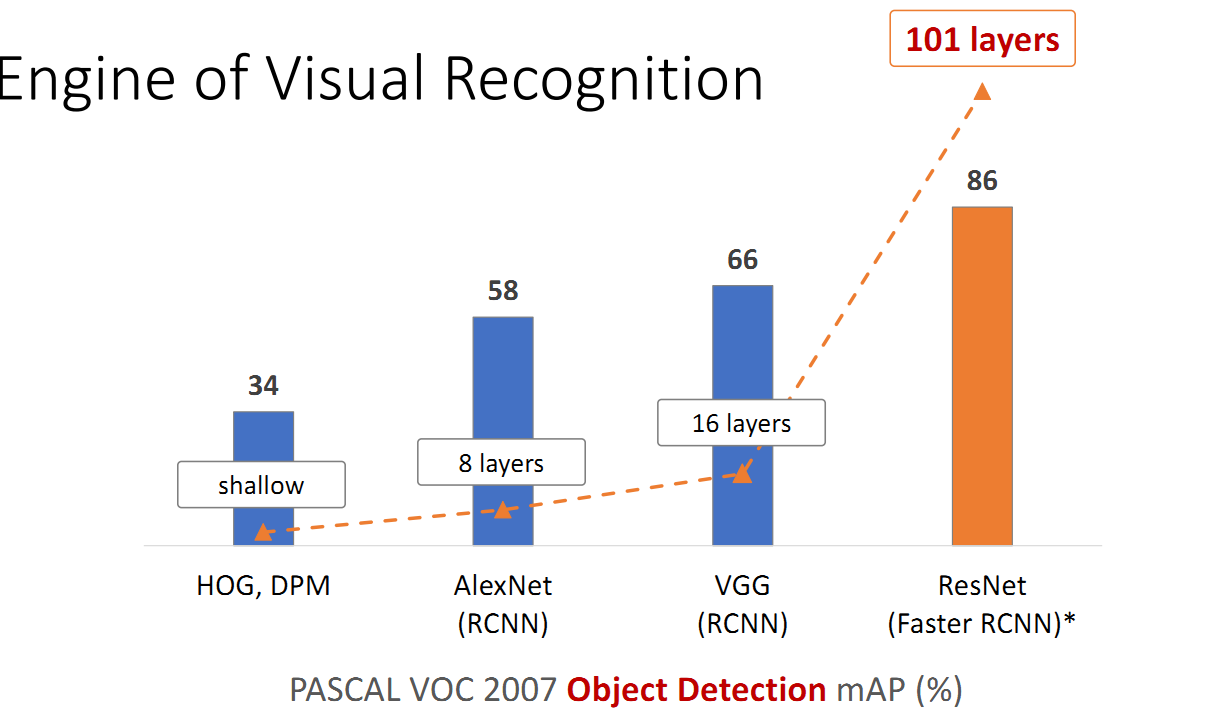 101 layers
Engine of Visual Recognition
86
66
58
34
16 layers
8 layers
shallow
HOG, DPM
AlexNet
(RCNN)
VGG
(RCNN)
ResNet
(Faster RCNN)*
PASCAL VOC 2007 Object Detection mAP (%)